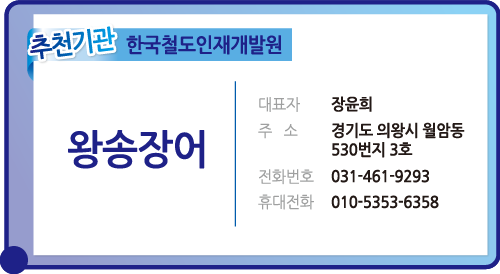 추천기관 한국철도인재개발원
왕송장어
대표자 장윤희
주 소 경기도 의왕시 월암동
530번지 3호
전화번호 031-461-9293
휴대전화 010-5353-6358